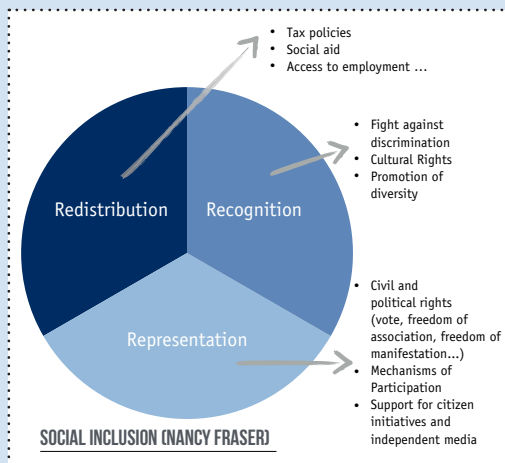 • Tax policies
• Social aid
• Access to employment ...
• Fight against
discrimination
• Cultural Rights
• Promotion of
diversity
Redistribution
Recognition
Representation
• Civil and
political rights
(vote, freedom of
association, freedom of
manifestation...)
• Mechanisms of
Participation
• Support for citizen
initiatives and
independent media
SOCIAL INCLUSION (NANCY FRASER)